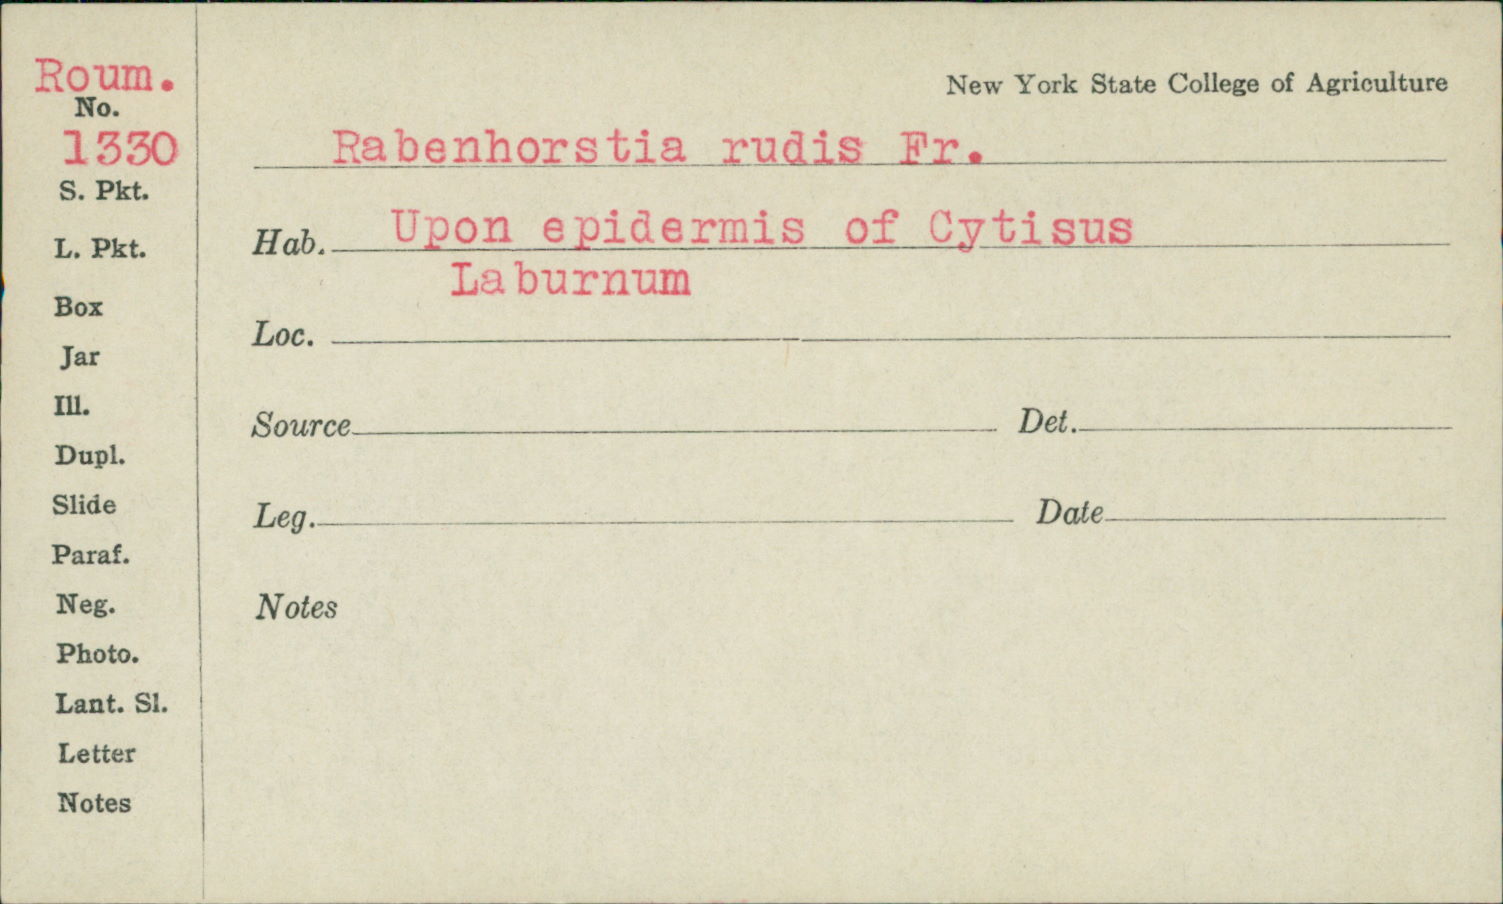 Roum.
No.
1330
S. Pkt.
L. Pkt.
Box
Jar
Ill.
Dupl.
Slide
Paraf.
Neg.
Photo.
Lant. Sl.
Letter
Notes
New York State College of Agriculture
Rabenhorstia rudis Fr.
Hab. Upon epidermis of Cytisus
Laburnum
Loc.
Source Det.
Leg. Date
Notes